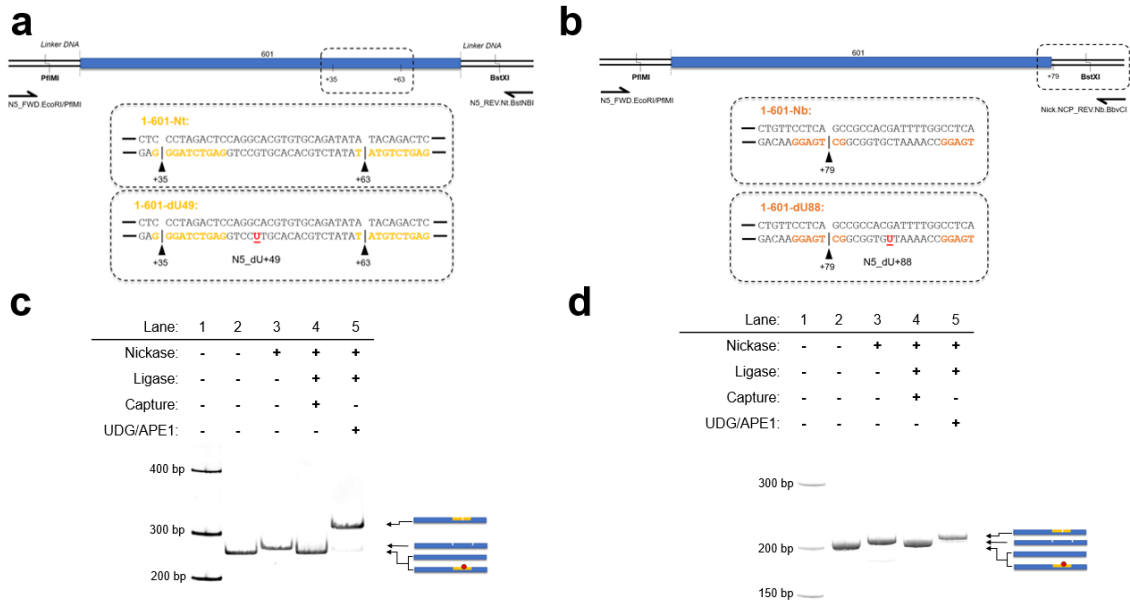 a
Linker DNA
601
Linker DNA
PflMI
+35
+63
BstXI
N5_FWD.EcoRI/PflMI
N5_REV.Nt.BstNBI
1-601-Nt:
CTC CCTAGACTCCAGGCACGTGTGCAGATATA TACAGACTC
GAG GGATCTGAGGTCCGTGCACACGTCTATAT ATGTCTGAG
+35
+63
1-601-dU49:
CTC CCTAGACTCCAGGCACGTGTGCAGATATA TACAGACTC
GAG GGATCTGAGGTCCUTGCACACGTCTATAT ATGTCTGAG
+35
N5_dU+49
+63
b
601
PflMI
+79
BstXI
N5_FWD.EcoRI/PflMI
Nick.NCP_REV.Nb.BbvCI
1-601-Nb:
CTGTTCCTCA GCCGCCACGATTTTGGCCTCA
GACAAGGAGT CGGCGGTGCTAAAACCGGAGT
+79
1-601-dU88:
CTGTTCCTCA GCCGCCACGATTTTGGCCTCA
GACAAGGAGT CGGCGGTGUTAAAACCGGAGT
+79
N5_dU+88
c
Lane: 1 2 3 4 5
Nickase: - - + + +
Ligase: - - - + +
Capture: - - - + -
UDG/APE1: - - - - +
400 bp
300 bp
200 bp
d
Lane: 1 2 3 4 5
Nickase: - - + + +
Ligase: - - - + +
Capture: - - - + -
UDG/APE1: - - - - +
300 bp
200 bp
150 bp